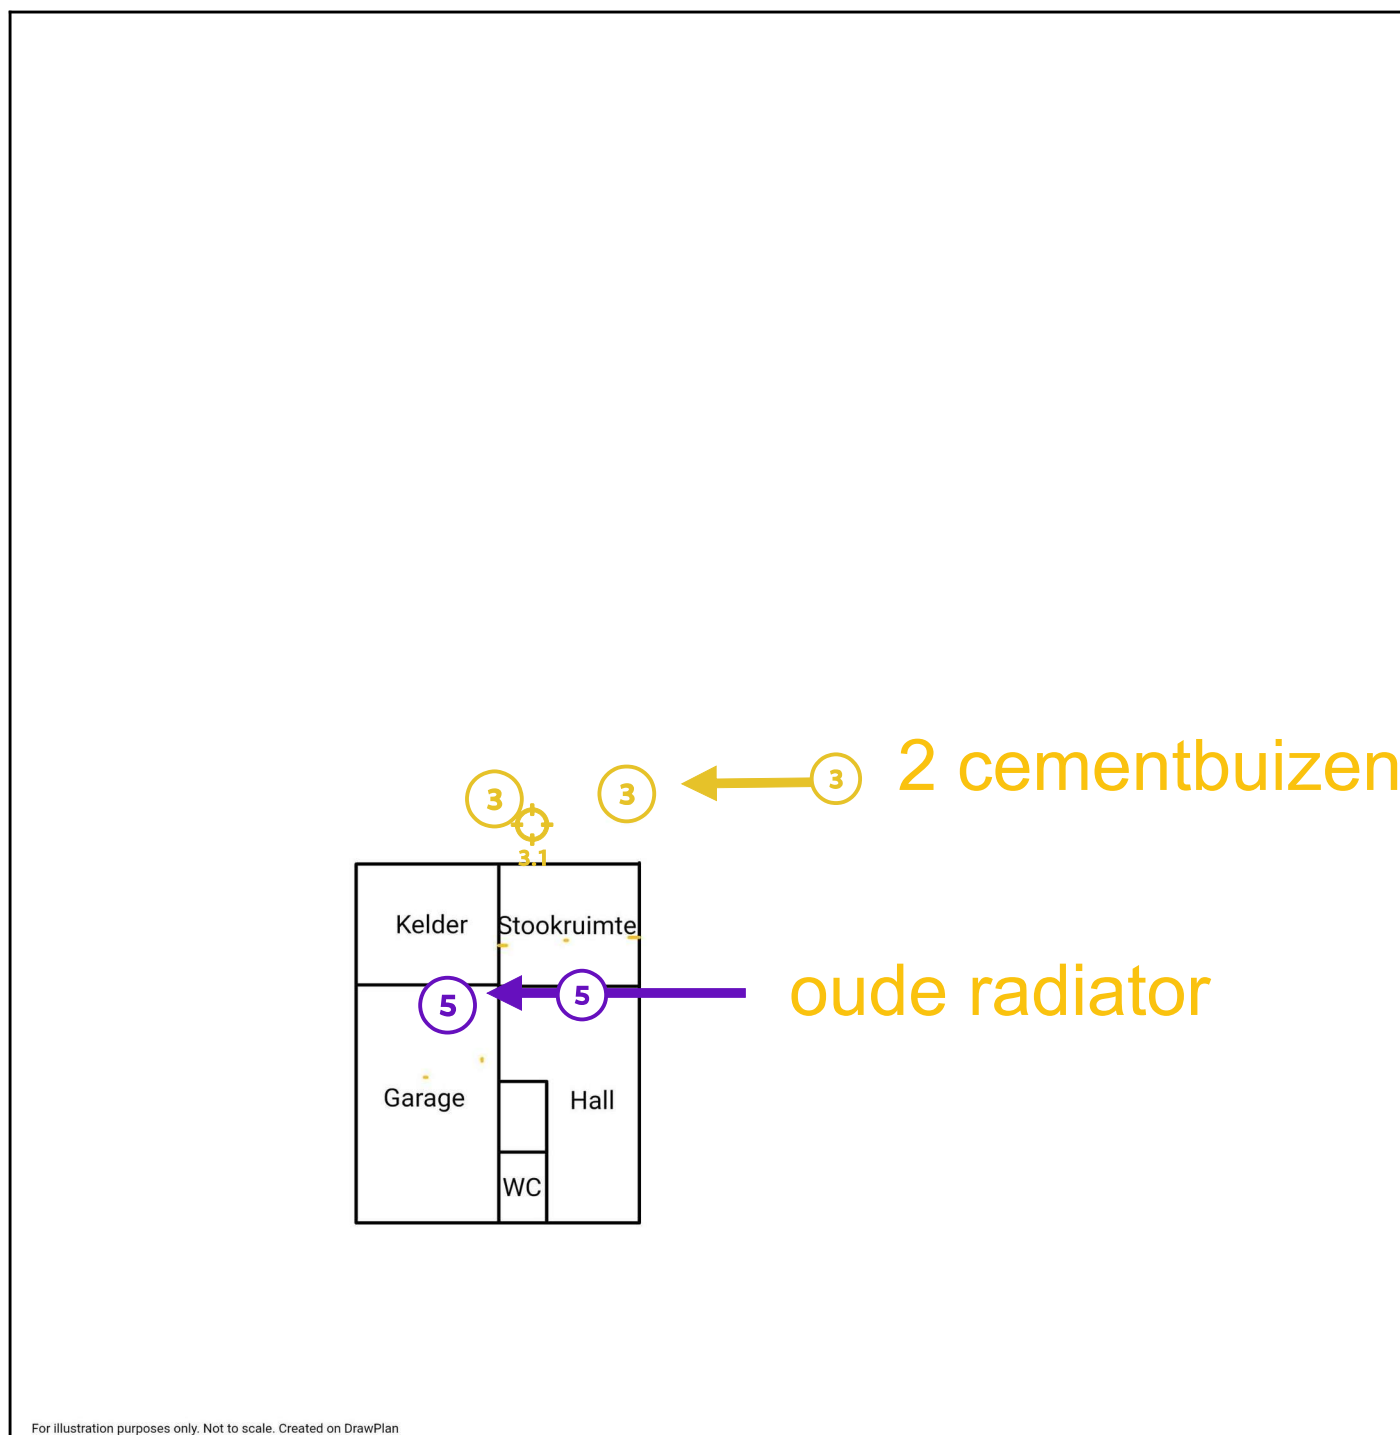 2 cementbuizen
3
3
3
3.1
Kelder
Stookruimte
oude radiator
5
5
Garage
Hall
WC
For illustration purposes only. Not to scale. Created on DrawPlan